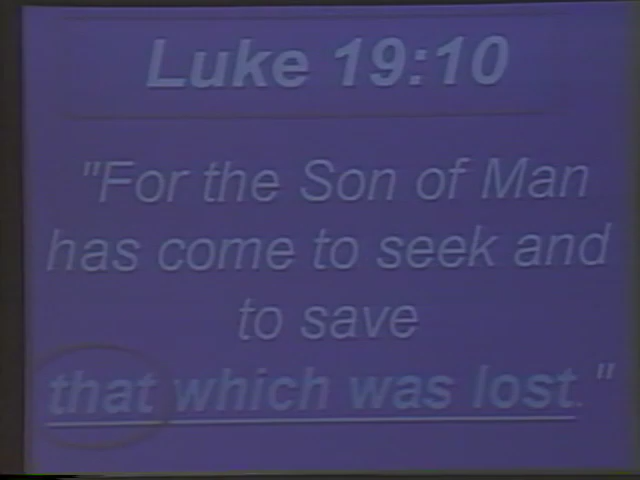 Luke 19:10
"For the Son of Man
has come to seek and
to save
that which was lost."